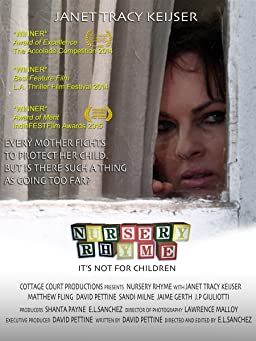 JANET TRACY KEIJSER
*WINNER*
Award of Excellence
The Accolade Competition 2014
*WINNER*
Best Feature Film
L.A. Thriller Film Festival 2014
*WINNER*
Award of Merit
IndieFESTFilm Awards 2015
EVERY MOTHER FIGHTS
TO PROTECT HER CHILD.
BUT IS THERE SUCH A THING
AS GOING TOO FAR?
NURSERY
RHYME
IT'S NOT FOR CHILDREN
COTTAGE COURT PRODUCTIONS PRESENTS NURSERY RHYME WITH JANET TRACY KEIJSER
MATTHEW FLING DAVID PETTINE SANDI MILNE JAIME GERTH J.P GIULIOTTI
PRODUCERS SHANTA PAYNE E.L.SANCHEZ DIRECTOR OF PHOTOGRAPHY LAWRENCE MALLOY
EXECUTIVE PRODUCER DAVID PETTINE WRITTEN BY DAVID PETTINE DIRECTED AND EDITED BY E.L.SANCHEZ